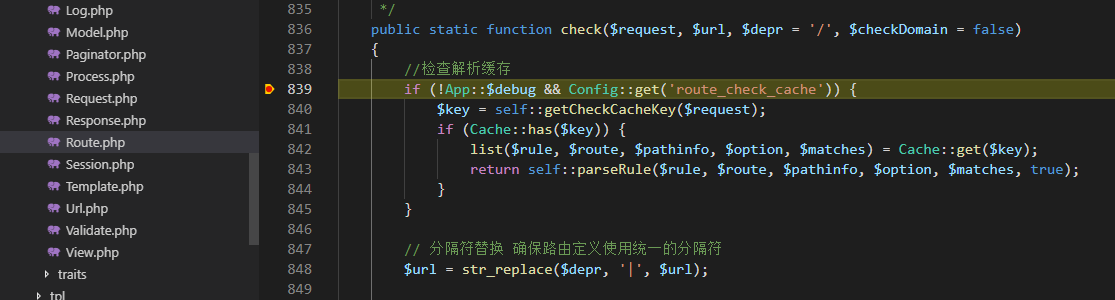 Log.php
Model.php
Paginator.php
Process.php
Request.php
Response.php
Route.php
Session.php
Template.php
Url.php
Validate.php
View.php
traits
tpl
835 */
836 public static function check($request, $url, $depr = '/', $checkDomain = false)
837 {
838 //检查解析缓存
839 if (!App::$debug && Config::get('route_check_cache')) {
840 $key = self::getCheckCacheKey($request);
841 if (Cache::has($key)) {
842 list($rule, $route, $pathinfo, $option, $matches) = Cache::get($key);
843 return self::parseRule($rule, $route, $pathinfo, $option, $matches, true);
844 }
845 }
846
847 // 分隔符替换 确保路由定义使用统一的分隔符
848 $url = str_replace($depr, '|', $url);
849